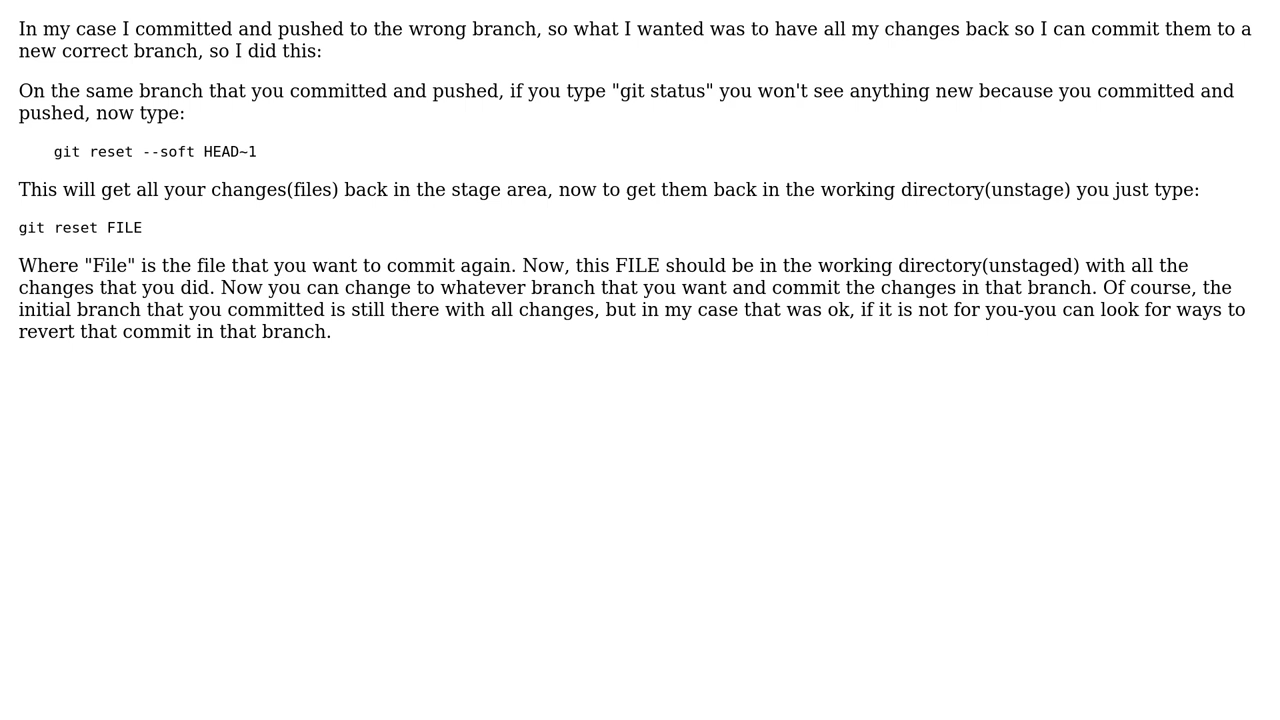 In my case I committed and pushed to the wrong branch, so what I wanted was to have all my changes back so I can commit them to a
new correct branch, so I did this:
On the same branch that you committed and pushed, if you type "git status" you won't see anything new because you committed and
pushed, now type:
git reset --soft HEAD~1
This will get all your changes(files) back in the stage area, now to get them back in the working directory(unstage) you just type:
git reset FILE
Where "File" is the file that you want to commit again. Now, this FILE should be in the working directory(unstaged) with all the
changes that you did. Now you can change to whatever branch that you want and commit the changes in that branch. Of course, the
initial branch that you committed is still there with all changes, but in my case that was ok, if it is not for you-you can look for ways to
revert that commit in that branch.